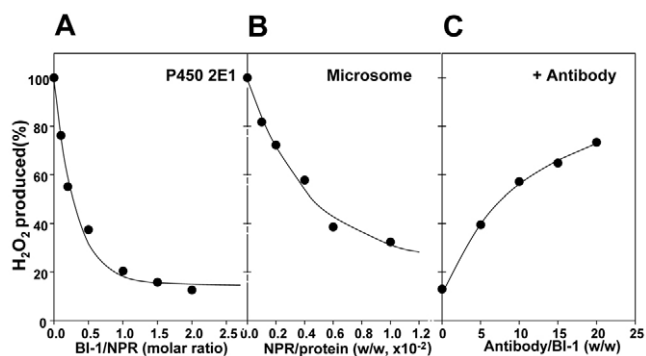 A
B
C
P450 2E1
Microsome
+ Antibody
H2O2 produced(%)
100
80
60
40
20
0
0.0 0.5 1.0 1.5 2.0 2.5
0.0 0.2 0.4 0.6 0.8 1.0 1.2
0 5 10 15 20 25
BI-1/NPR (molar ratio)
NPR/protein (w/w, x10-2)
Antibody/BI-1 (w/w)